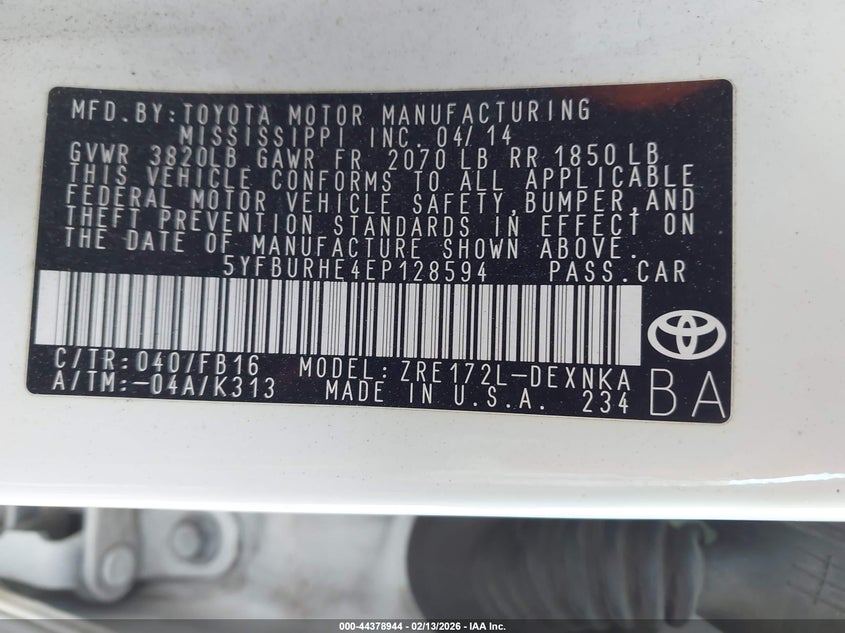 MFD.BY:TOYOTA MOTOR MANUFACTURING
MISSISSIPPI INC. 04/14
GVWR 3820LB GAWR FR 2070 LB RR 1850 LB
THIS VEHICLE CONFORMS TO ALL APPLICABLE
FEDERAL MOTOR VEHICLE SAFETY,BUMPER,AND
THEFT PREVENTION STANDARDS IN EFFECT ON
THE DATE OF MANUFACTURE SHOWN ABOVE.
5YFBURHE4EP128594 PASS.CAR
C/TR:040/FB16 MODEL:ZRE172L-DEXNKA
A/TM:-04A/K313 MADE IN U.S.A. 234 BA
000-44378944 | 02/13/2026 - IAA Inc.